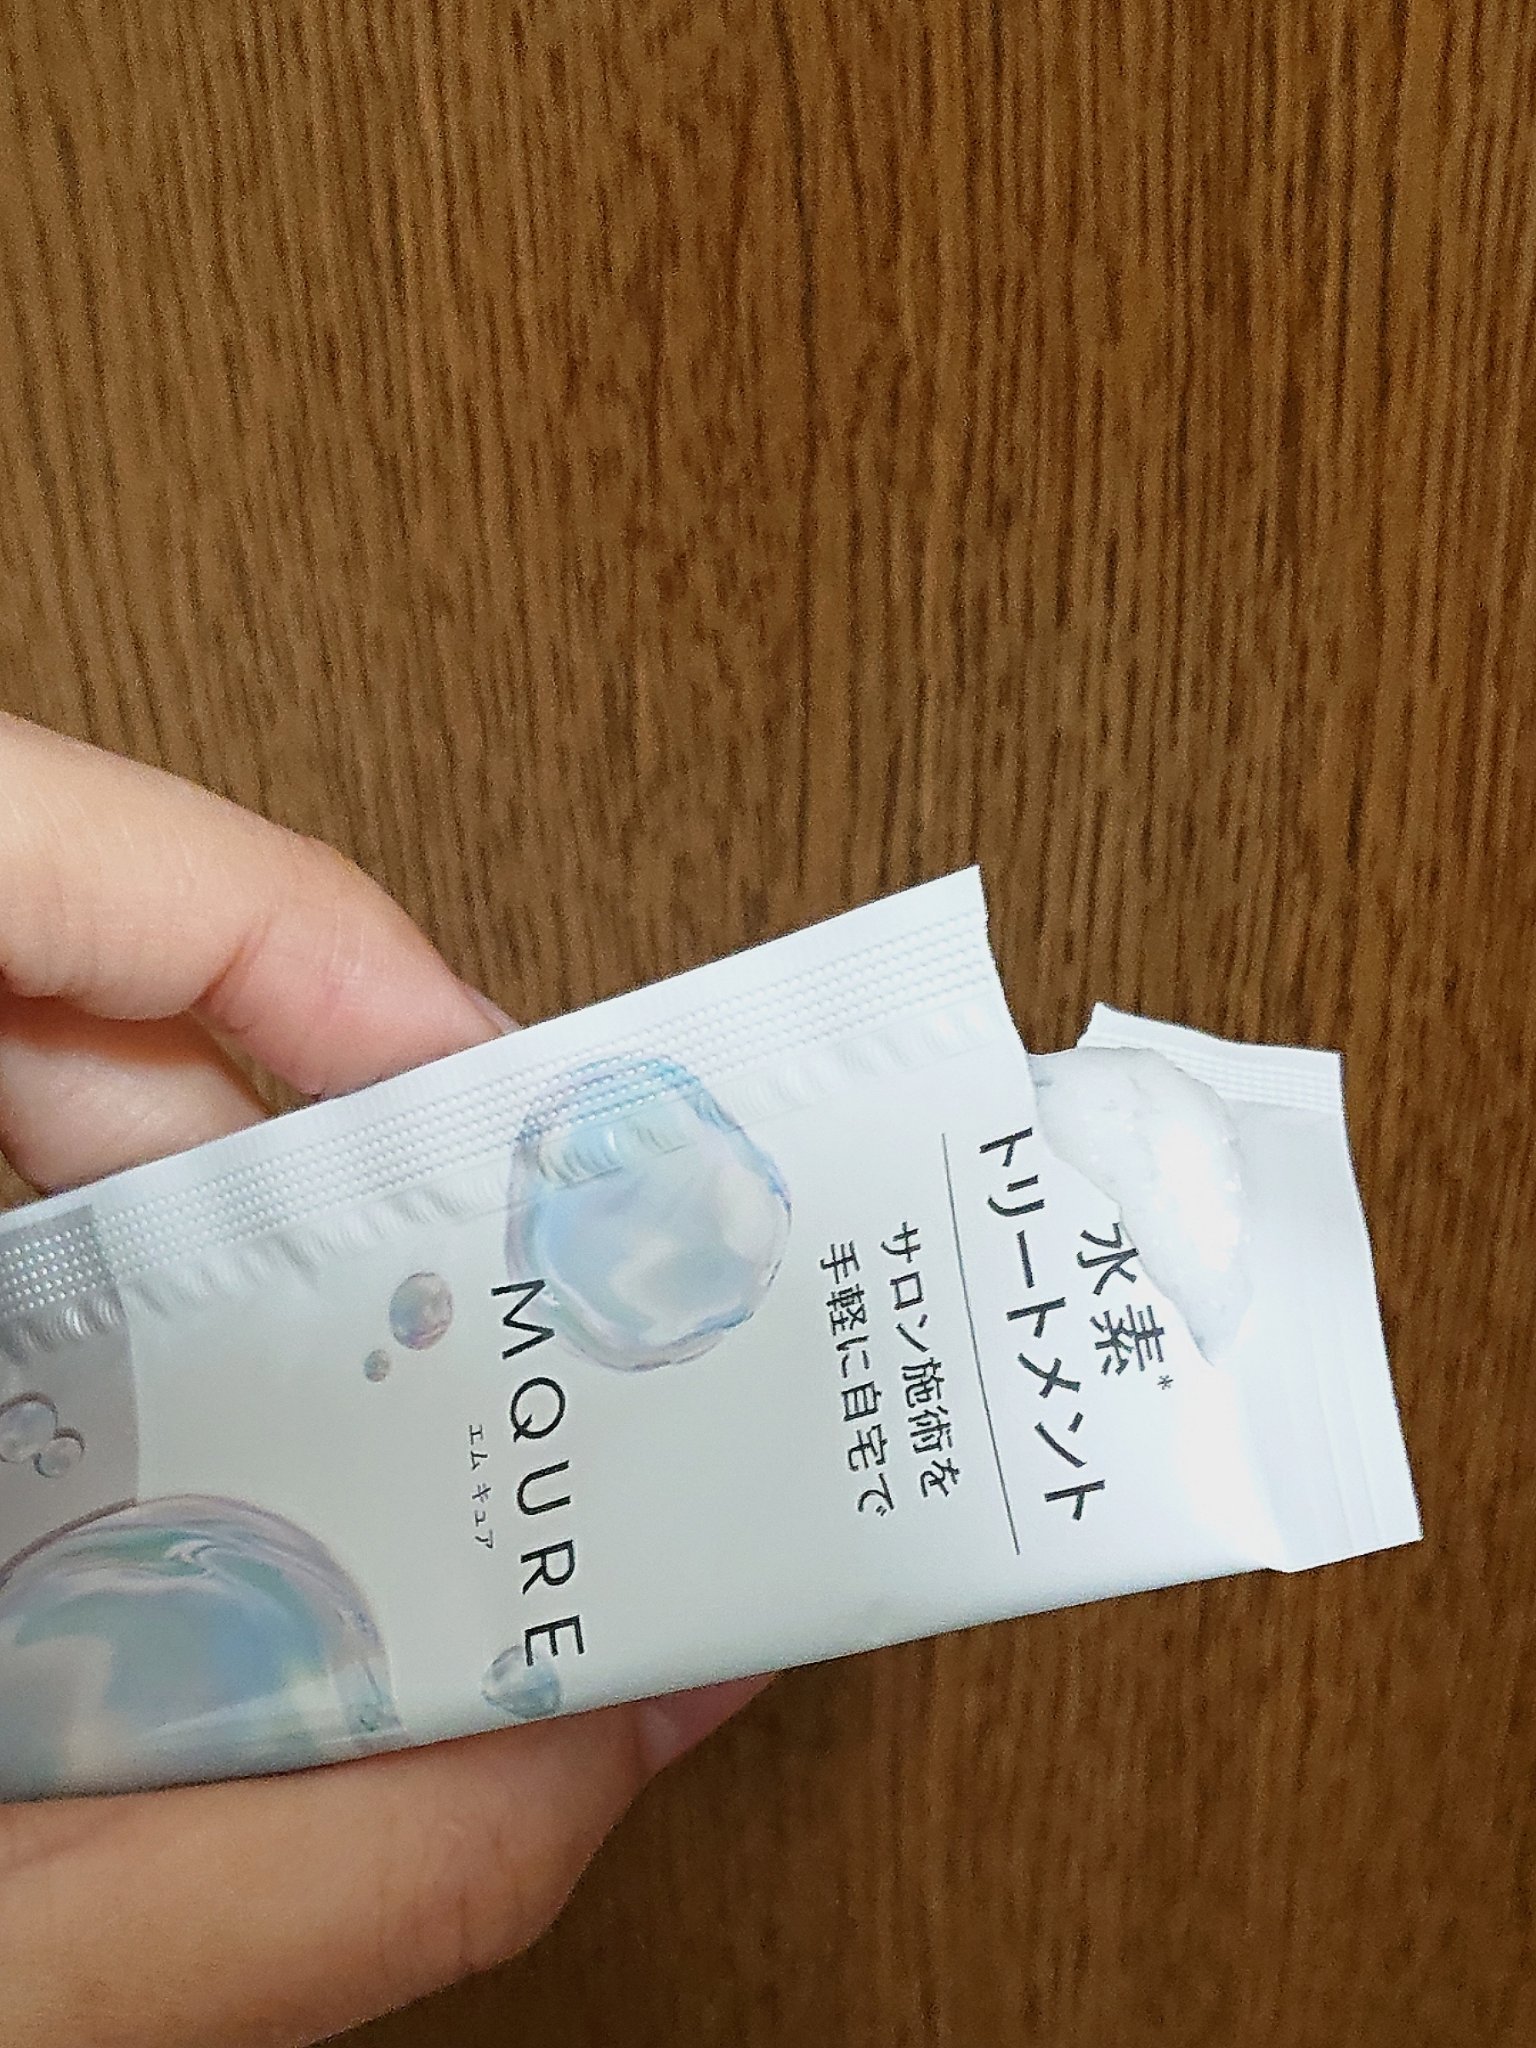 水素*
トリートメント
サロン施術を
手軽に自宅で
MQURE
エムキュア